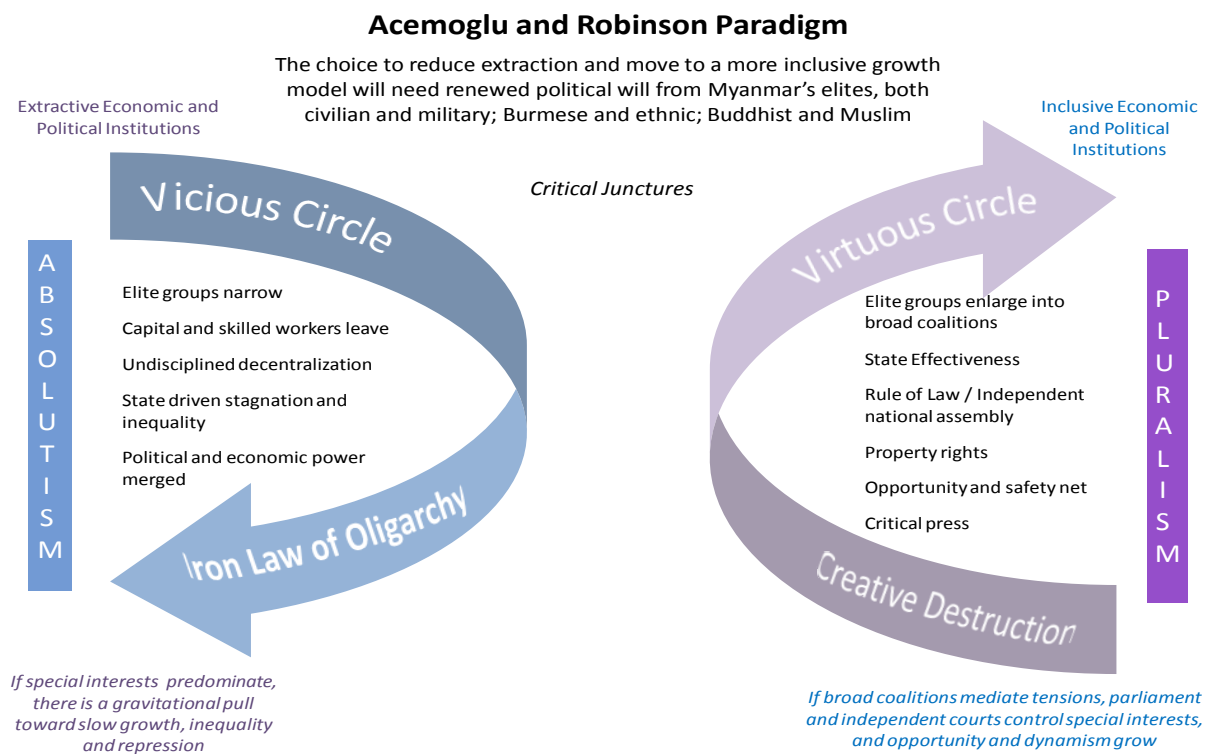 Acemoglu and Robinson Paradigm
The choice to reduce extraction and move to a more inclusive growth
model will need renewed political will from Myanmar's elites, both
civilian and military; Burmese and ethnic; Buddhist and Muslim
Extractive Economic and
Political Institutions
Inclusive Economic
and Political
Institutions
Critical Junctures
Vicious Circle
ABSOLUTISM
Elite groups narrow
Capital and skilled workers leave
Undisciplined decentralization
State driven stagnation and
inequality
Political and economic power
merged
Iron Law of Oligarchy
If special interests predominate,
there is a gravitational pull
toward slow growth, inequality
and repression
Virtuous Circle
Elite groups enlarge into
broad coalitions
State Effectiveness
Rule of Law / Independent
national assembly
Property rights
Opportunity and safety net
Critical press
PLURALISM
Creative Destruction
If broad coalitions mediate tensions, parliament
and independent courts control special interests,
and opportunity and dynamism grow